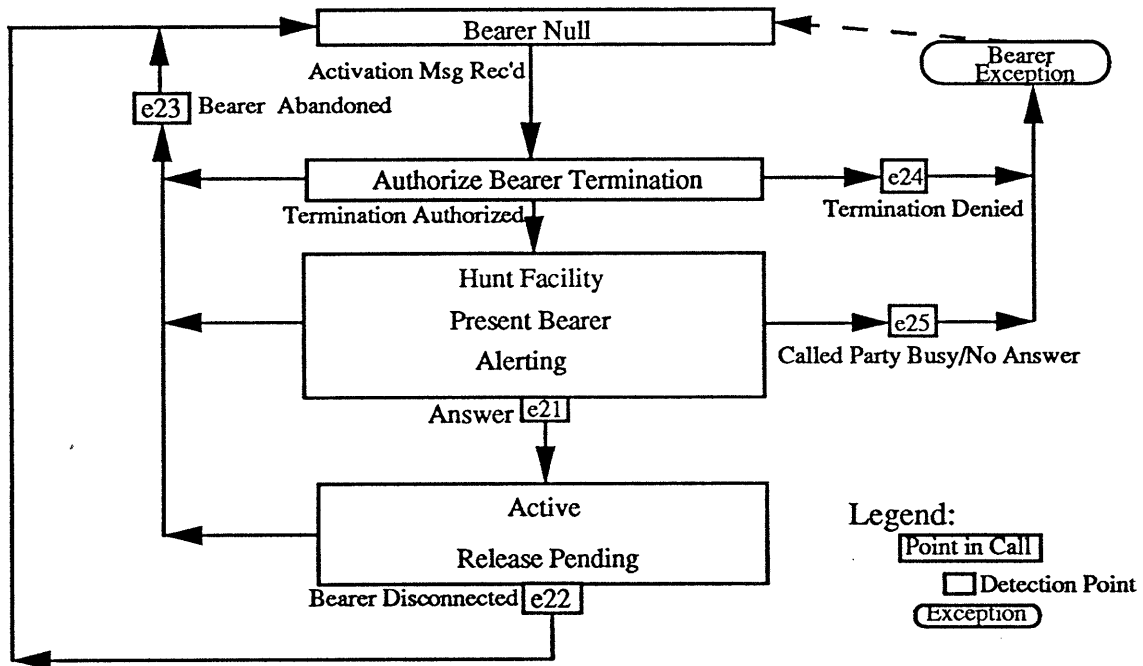 Bearer Null
Bearer
Exception
Activation Msg Rec'd
e23 Bearer Abandoned
Authorize Bearer Termination
e24
Termination Authorized
Termination Denied
Hunt Facility
Present Bearer
Alerting
e25
Called Party Busy/No Answer
Answer e21
Active
Release Pending
Bearer Disconnected e22
Legend:
Point in Call
Detection Point
Exception